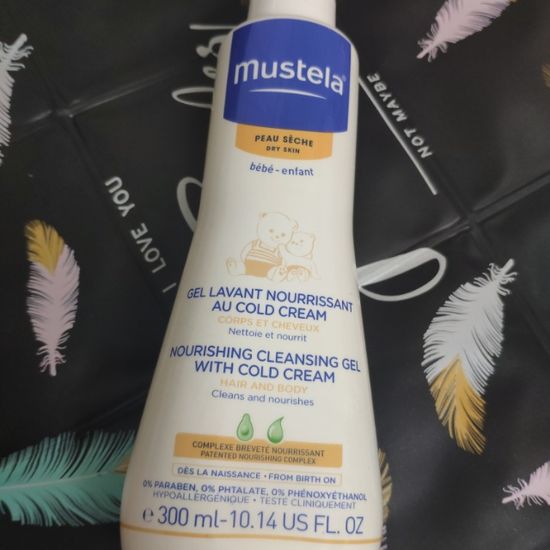 mustela®
PEAU SÈCHE
DRY SKIN
bébé - enfant
GEL LAVANT NOURRISSANT
AU COLD CREAM
CORPS ET CHEVEUX
Nettoie et nourrit
NOURISHING CLEANSING GEL
WITH COLD CREAM
HAIR AND BODY
Cleans and nourishes
COMPLEXE BREVETÉ NOURRISSANT
PATENTED NOURISHING COMPLEX
DÈS LA NAISSANCE • FROM BIRTH ON
0% PARABEN, 0% PHTALATE, 0% PHÉNOXYÉTHANOL
HYPOALLERGÉNIQUE • TESTÉ CLINIQUEMENT
℮ 300 ml - 10.14 US FL. OZ
I LOVE YOU
NOT MAYBE